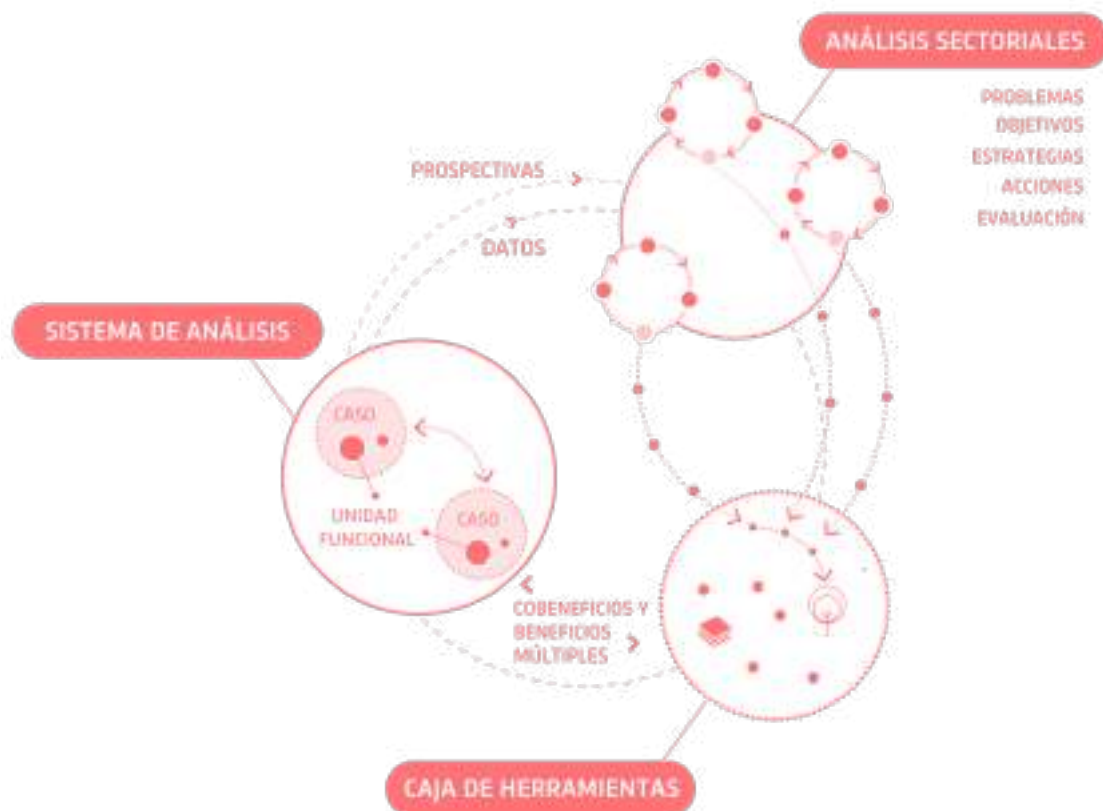 ANÁLISIS SECTORIALES
PROBLEMAS
OBJETIVOS
ESTRATEGIAS
ACCIONES
EVALUACIÓN
PROSPECTIVAS
DATOS
SISTEMA DE ANÁLISIS
CASO
UNIDAD
FUNCIONAL
CASO
COBENEFICIOS Y
BENEFICIOS
MÚLTIPLES
CAJA DE HERRAMIENTAS